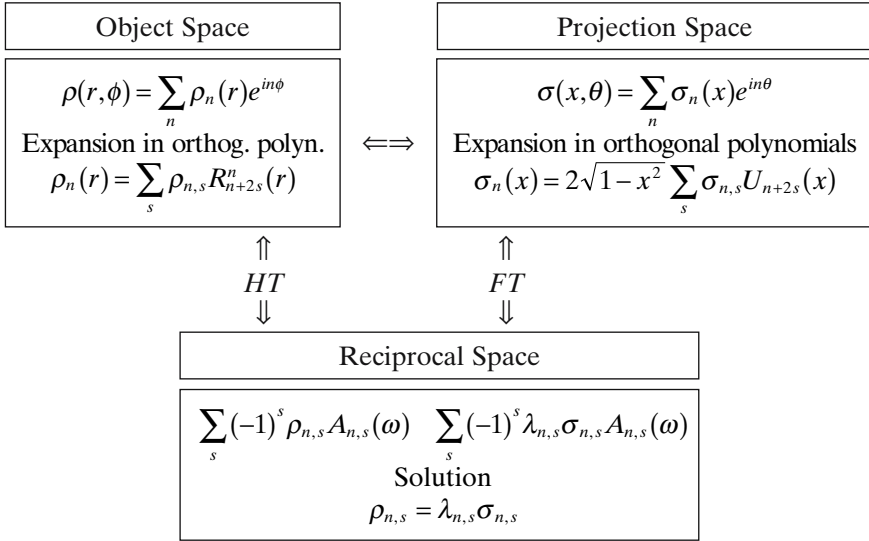 Object Space
ρ(r,ϕ) = ∑_n ρ_n(r)e^{inϕ}
Expansion in orthog. polyn.
ρ_n(r) = ∑_s ρ_{n,s} R^n_{n+2s}(r)
⇐⇒
Projection Space
σ(x,θ) = ∑_n σ_n(x)e^{inθ}
Expansion in orthogonal polynomials
σ_n(x) = 2√(1−x²) ∑_s σ_{n,s} U_{n+2s}(x)
⇑
HT
⇓
⇑
FT
⇓
Reciprocal Space
∑_s (−1)^s ρ_{n,s} A_{n,s}(ω) ∑_s (−1)^s λ_{n,s} σ_{n,s} A_{n,s}(ω)
Solution
ρ_{n,s} = λ_{n,s} σ_{n,s}